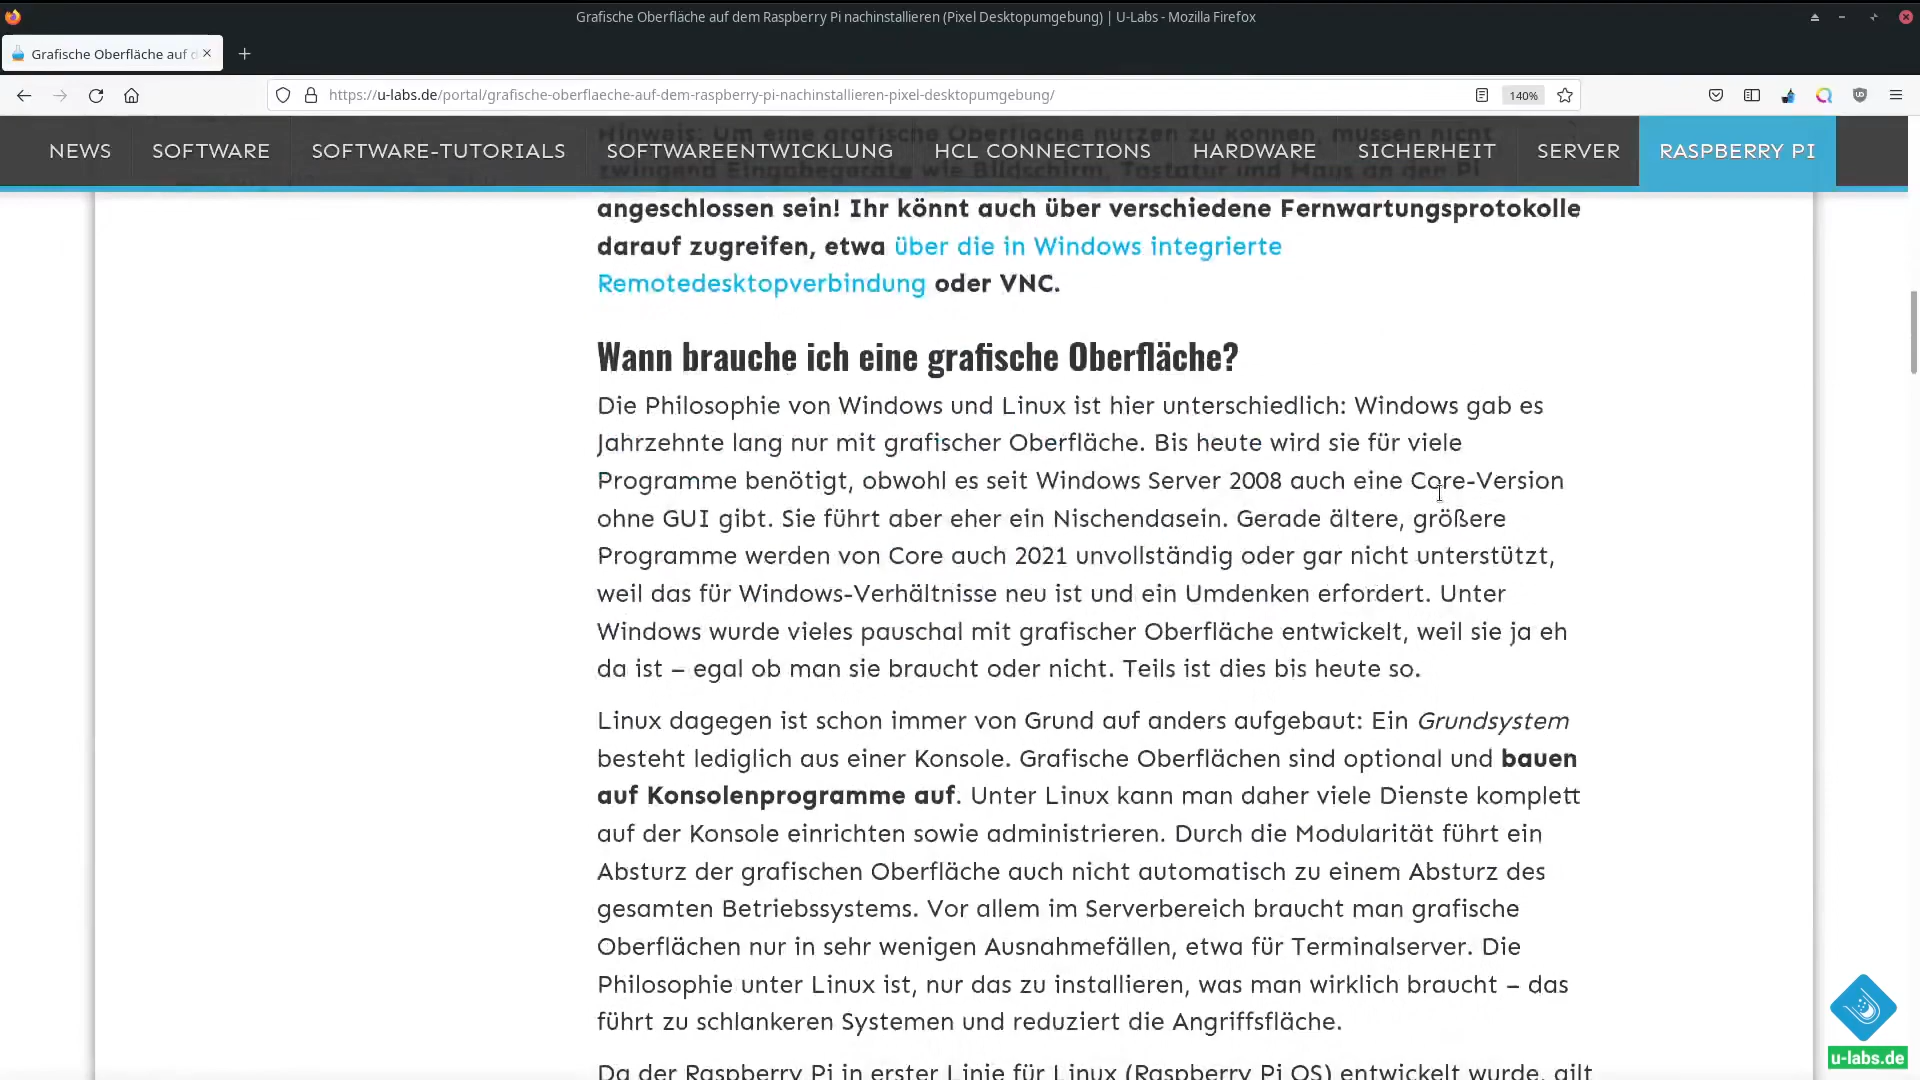 Grafische Oberfläche auf dem Raspberry Pi nachinstallieren (Pixel Desktopumgebung) | U-Labs - Mozilla Firefox
Grafische Oberfläche auf d
https://u-labs.de/portal/grafische-oberflaeche-auf-dem-raspberry-pi-nachinstallieren-pixel-desktopumgebung/
140%
Hinweis: Um eine grafische Oberfläche nutzen zu können, müssen nicht
NEWS SOFTWARE SOFTWARE-TUTORIALS SOFTWAREENTWICKLUNG HCL CONNECTIONS HARDWARE SICHERHEIT SERVER RASPBERRY PI
zwingend Eingabegeräte wie Bildschirm, Tastatur und Maus an den Pi
angeschlossen sein! Ihr könnt auch über verschiedene Fernwartungsprotokolle
darauf zugreifen, etwa über die in Windows integrierte
Remotedesktopverbindung oder VNC.
Wann brauche ich eine grafische Oberfläche?
Die Philosophie von Windows und Linux ist hier unterschiedlich: Windows gab es
Jahrzehnte lang nur mit grafischer Oberfläche. Bis heute wird sie für viele
Programme benötigt, obwohl es seit Windows Server 2008 auch eine Core-Version
ohne GUI gibt. Sie führt aber eher ein Nischendasein. Gerade ältere, größere
Programme werden von Core auch 2021 unvollständig oder gar nicht unterstützt,
weil das für Windows-Verhältnisse neu ist und ein Umdenken erfordert. Unter
Windows wurde vieles pauschal mit grafischer Oberfläche entwickelt, weil sie ja eh
da ist – egal ob man sie braucht oder nicht. Teils ist dies bis heute so.
Linux dagegen ist schon immer von Grund auf anders aufgebaut: Ein Grundsystem
besteht lediglich aus einer Konsole. Grafische Oberflächen sind optional und bauen
auf Konsolenprogramme auf. Unter Linux kann man daher viele Dienste komplett
auf der Konsole einrichten sowie administrieren. Durch die Modularität führt ein
Absturz der grafischen Oberfläche auch nicht automatisch zu einem Absturz des
gesamten Betriebssystems. Vor allem im Serverbereich braucht man grafische
Oberflächen nur in sehr wenigen Ausnahmefällen, etwa für Terminalserver. Die
Philosophie unter Linux ist, nur das zu installieren, was man wirklich braucht – das
führt zu schlankeren Systemen und reduziert die Angriffsfläche.
Da der Raspberry Pi in erster Linie für Linux (Raspberry Pi OS) entwickelt wurde, gilt
u-labs.de